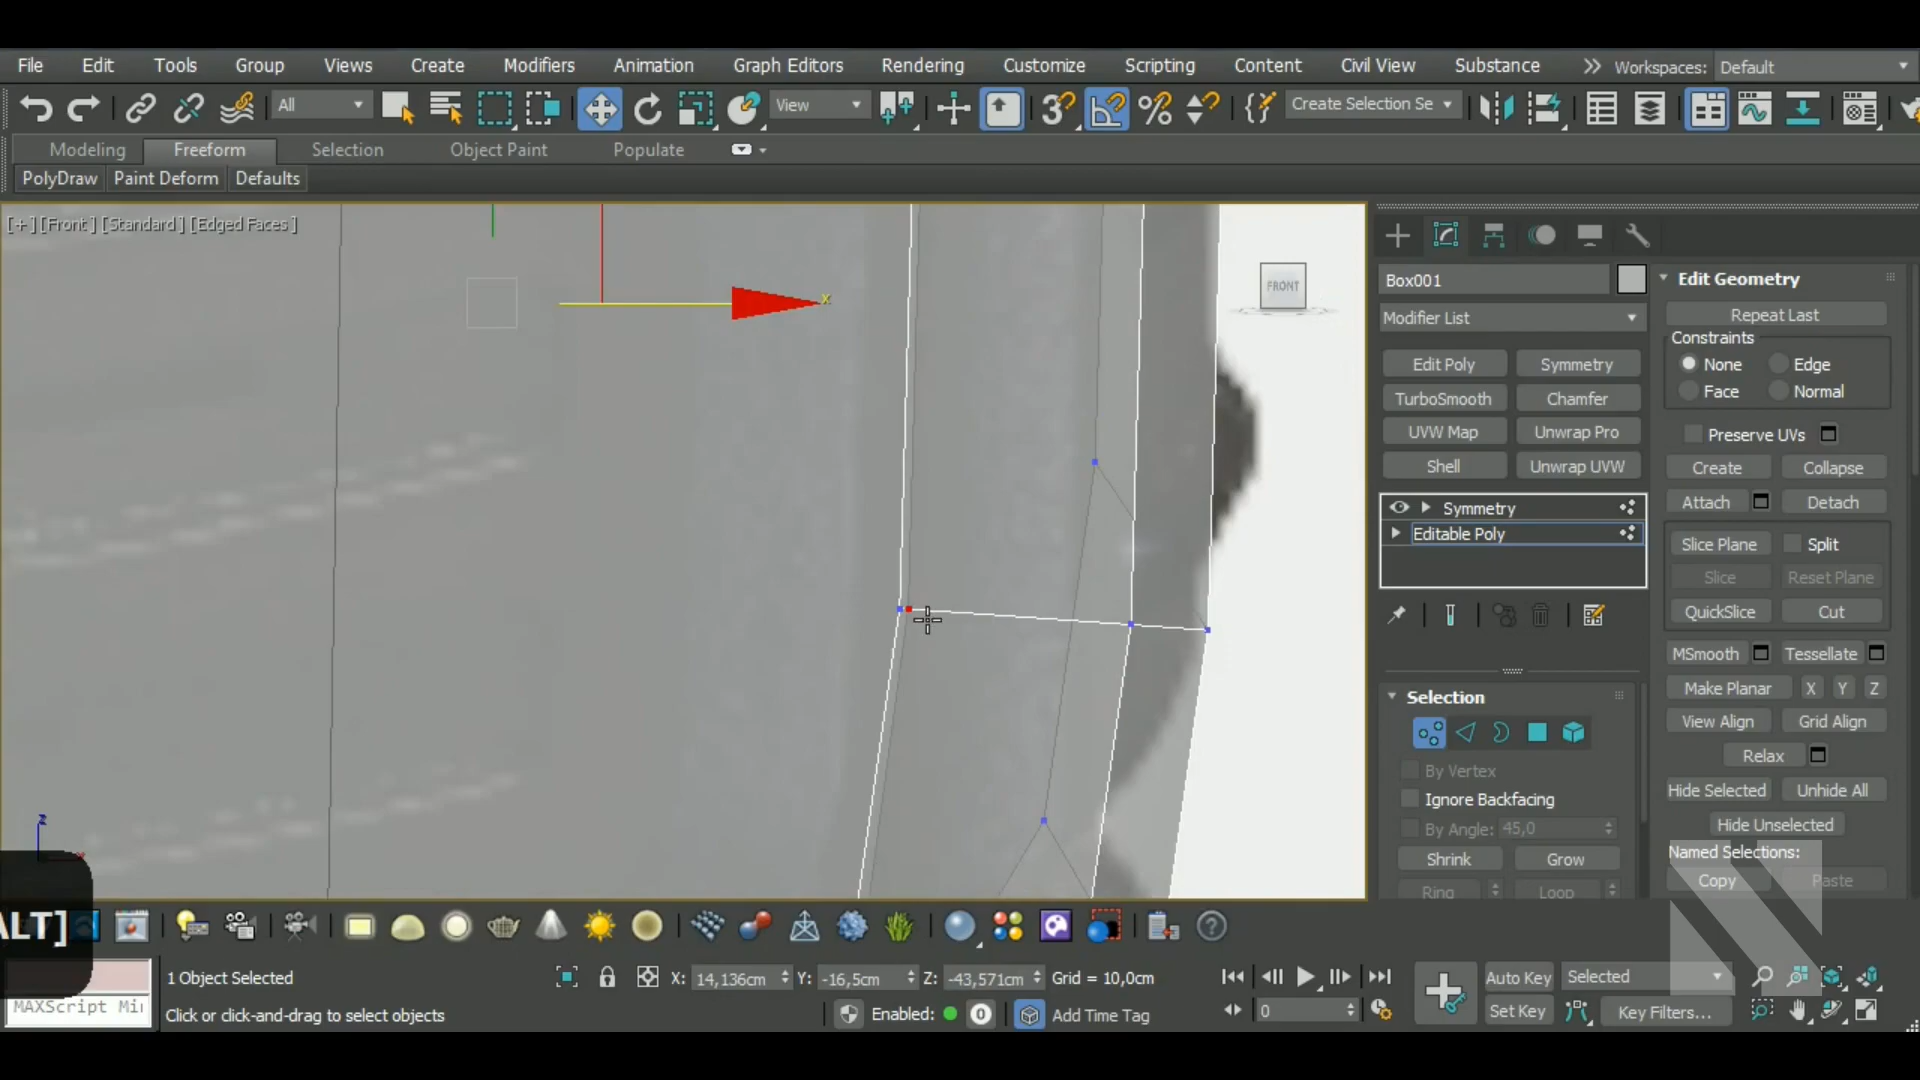 File Edit Tools Group Views Create Modifiers Animation Graph Editors Rendering Customize Scripting Content Civil View Substance Workspaces: Default
All View 3 Create Selection Se
Modeling Freeform Selection Object Paint Populate
PolyDraw Paint Deform Defaults
[+] [Front] [Standard] [Edged Faces]
x
FRONT
Box001
Modifier List
Edit Poly Symmetry
TurboSmooth Chamfer
UVW Map Unwrap Pro
Shell Unwrap UVW
Symmetry
Editable Poly
Selection
By Vertex
Ignore Backfacing
By Angle: 45,0
Shrink Grow
Ring Loop
Edit Geometry
Repeat Last
Constraints
None Edge
Face Normal
Preserve UVs
Create Collapse
Attach Detach
Slice Plane Split
Slice Reset Plane
QuickSlice Cut
MSmooth Tessellate
Make Planar X Y Z
View Align Grid Align
Relax
Hide Selected Unhide All
Hide Unselected
Named Selections:
Copy Paste
z
ALT]
1 Object Selected X: 14,136cm Y: -16,5cm Z: -43,571cm Grid = 10,0cm Auto Key Selected
MAXScript Mi Click or click-and-drag to select objects Enabled: 0 Add Time Tag 0 Set Key Key Filters...